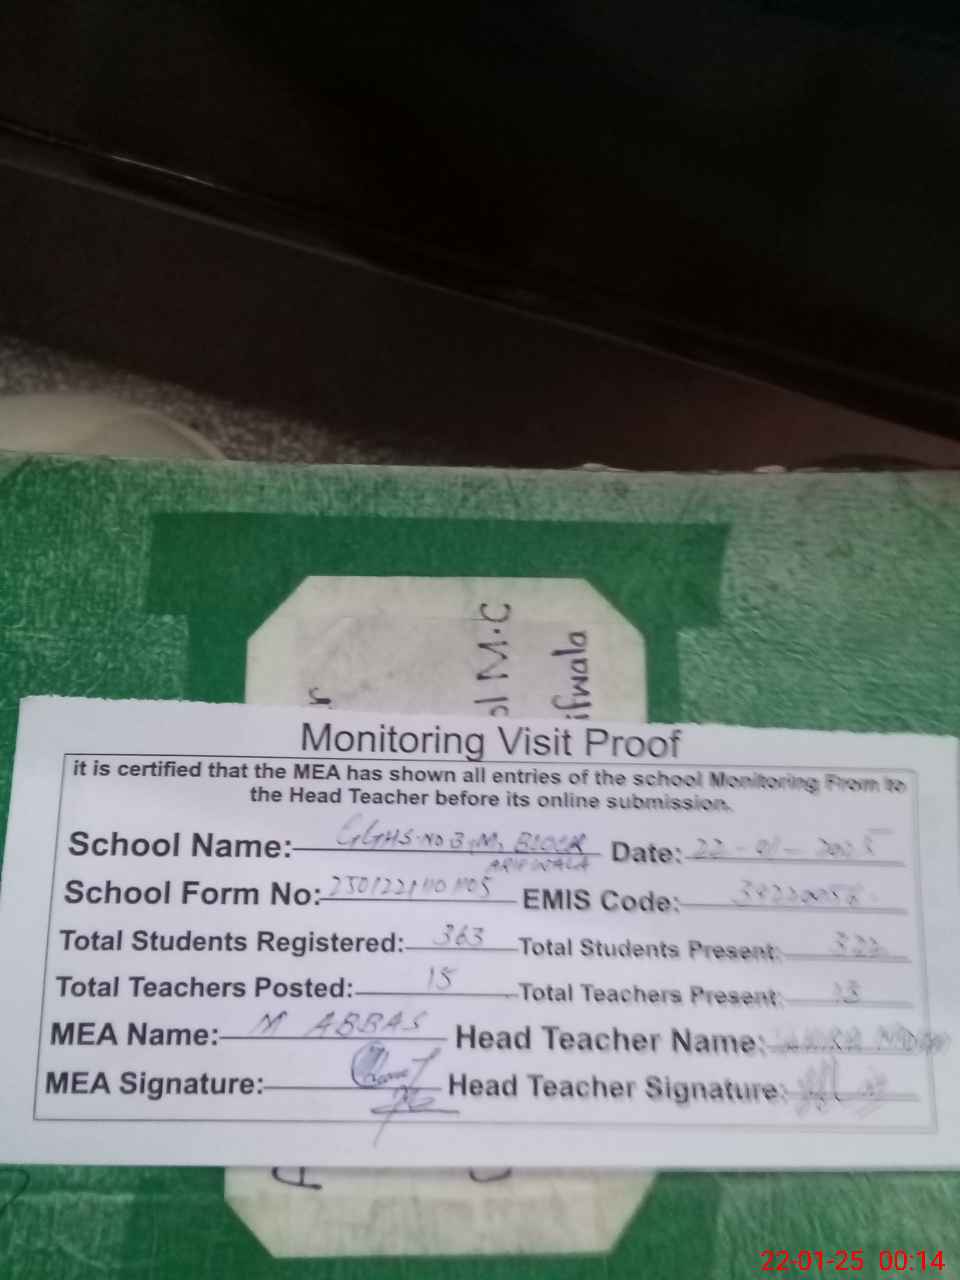 ol M.C
ifwala
Monitoring Visit Proof
it is certified that the MEA has shown all entries of the school Monitoring From to
the Head Teacher before its online submission.
School Name: GGHS NO 3, M, BLOCK Date: 22-01-2025
ARIFWALA
School Form No: EMIS Code:
Total Students Registered: 363 Total Students Present: 322
Total Teachers Posted: 15 Total Teachers Present: 13
MEA Name: M ABBAS Head Teacher Name:
MEA Signature: Head Teacher Signature:
22-01-25 00:14